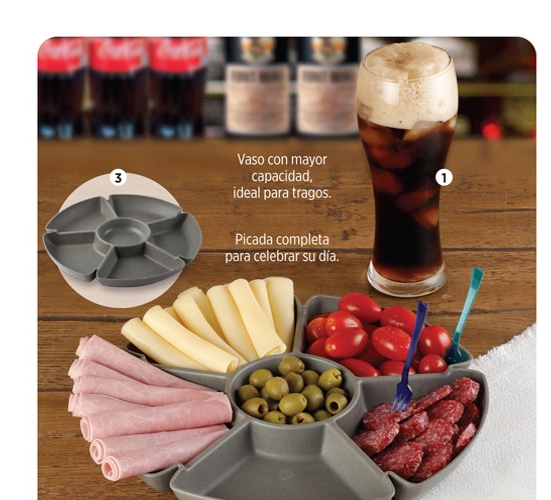 Vaso con mayor
capacidad,
ideal para tragos.
1
3
Picada completa
para celebrar su día.